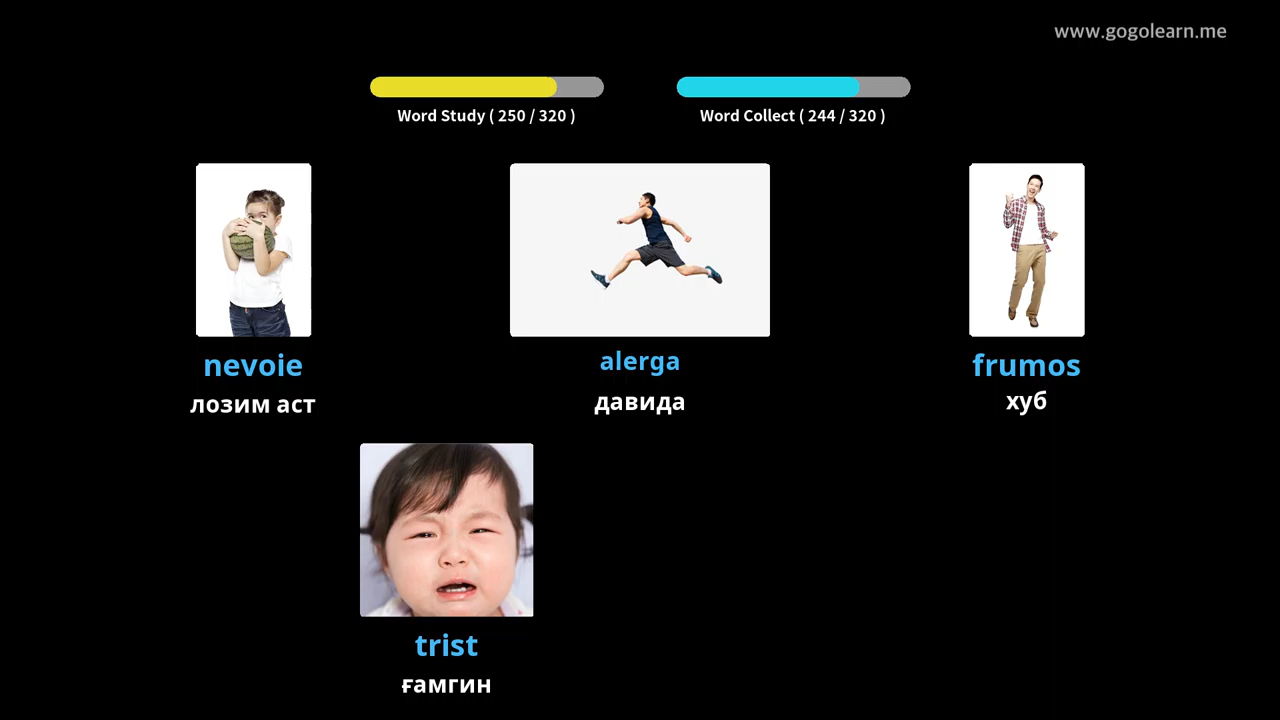 www.gogolearn.me
Word Study ( 250 / 320 )
Word Collect ( 244 / 320 )
nevoie
alerga
frumos
лозим аст
давида
хуб
trist
ғамгин